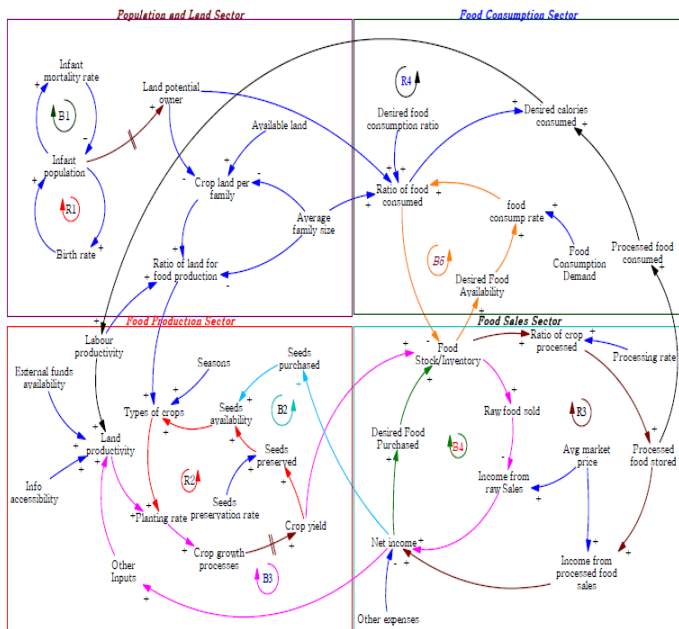 Population and Land Sector
Food Consumption Sector
Infant
mortality rate
Land potential
owner
B1
Available land
Infant
population
Crop land per
family
R1
Average
family size
Birth rate
Ratio of land for
food production
R4
Desired food
consumption ratio
Desired calories
consumed
Ratio of food
consumed
food
consump rate
B5
Food
Consumption
Demand
Processed food
consumed
Desired Food
Availability
Food Production Sector
Food Sales Sector
Labour
productivity
Seasons
Seeds
purchased
External funds
availability
Types of crops
Seeds
availability
B2
Land
productivity
Seeds
preserved
R2
Info
accessibility
Seeds
preservation rate
Planting rate
Crop yield
Crop growth
processes
Other
Inputs
B3
Food
Stock/Inventory
Ratio of crop
processed
Processing rate
Raw food sold
R3
Desired Food
Purchased
B4
Avg market
price
Processed
food stored
Income from
raw Sales
Net income
Income from
processed food
sales
Other expenses